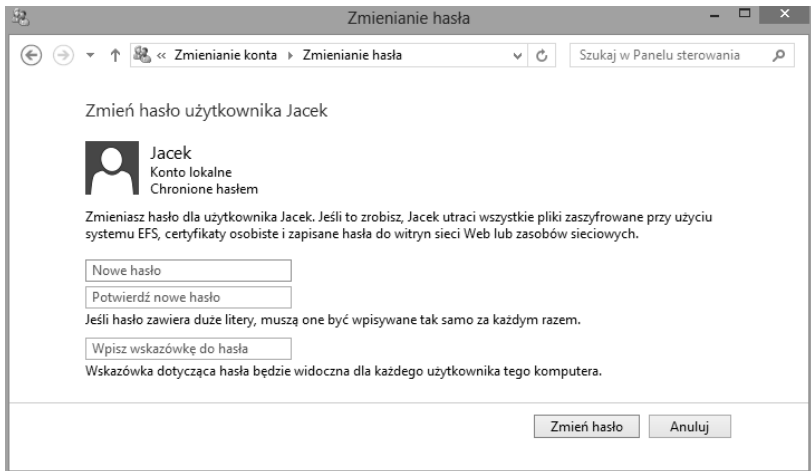 Zmienianie hasła
« Zmienianie konta Zmienianie hasła
Szukaj w Panelu sterowania
Zmień hasło użytkownika Jacek
Jacek
Konto lokalne
Chronione hasłem
Zmieniasz hasło dla użytkownika Jacek. Jeśli to zrobisz, Jacek utraci wszystkie pliki zaszyfrowane przy użyciu
systemu EFS, certyfikaty osobiste i zapisane hasła do witryn sieci Web lub zasobów sieciowych.
Nowe hasło
Potwierdź nowe hasło
Jeśli hasło zawiera duże litery, muszą one być wpisywane tak samo za każdym razem.
Wpisz wskazówkę do hasła
Wskazówka dotycząca hasła będzie widoczna dla każdego użytkownika tego komputera.
Zmień hasło
Anuluj